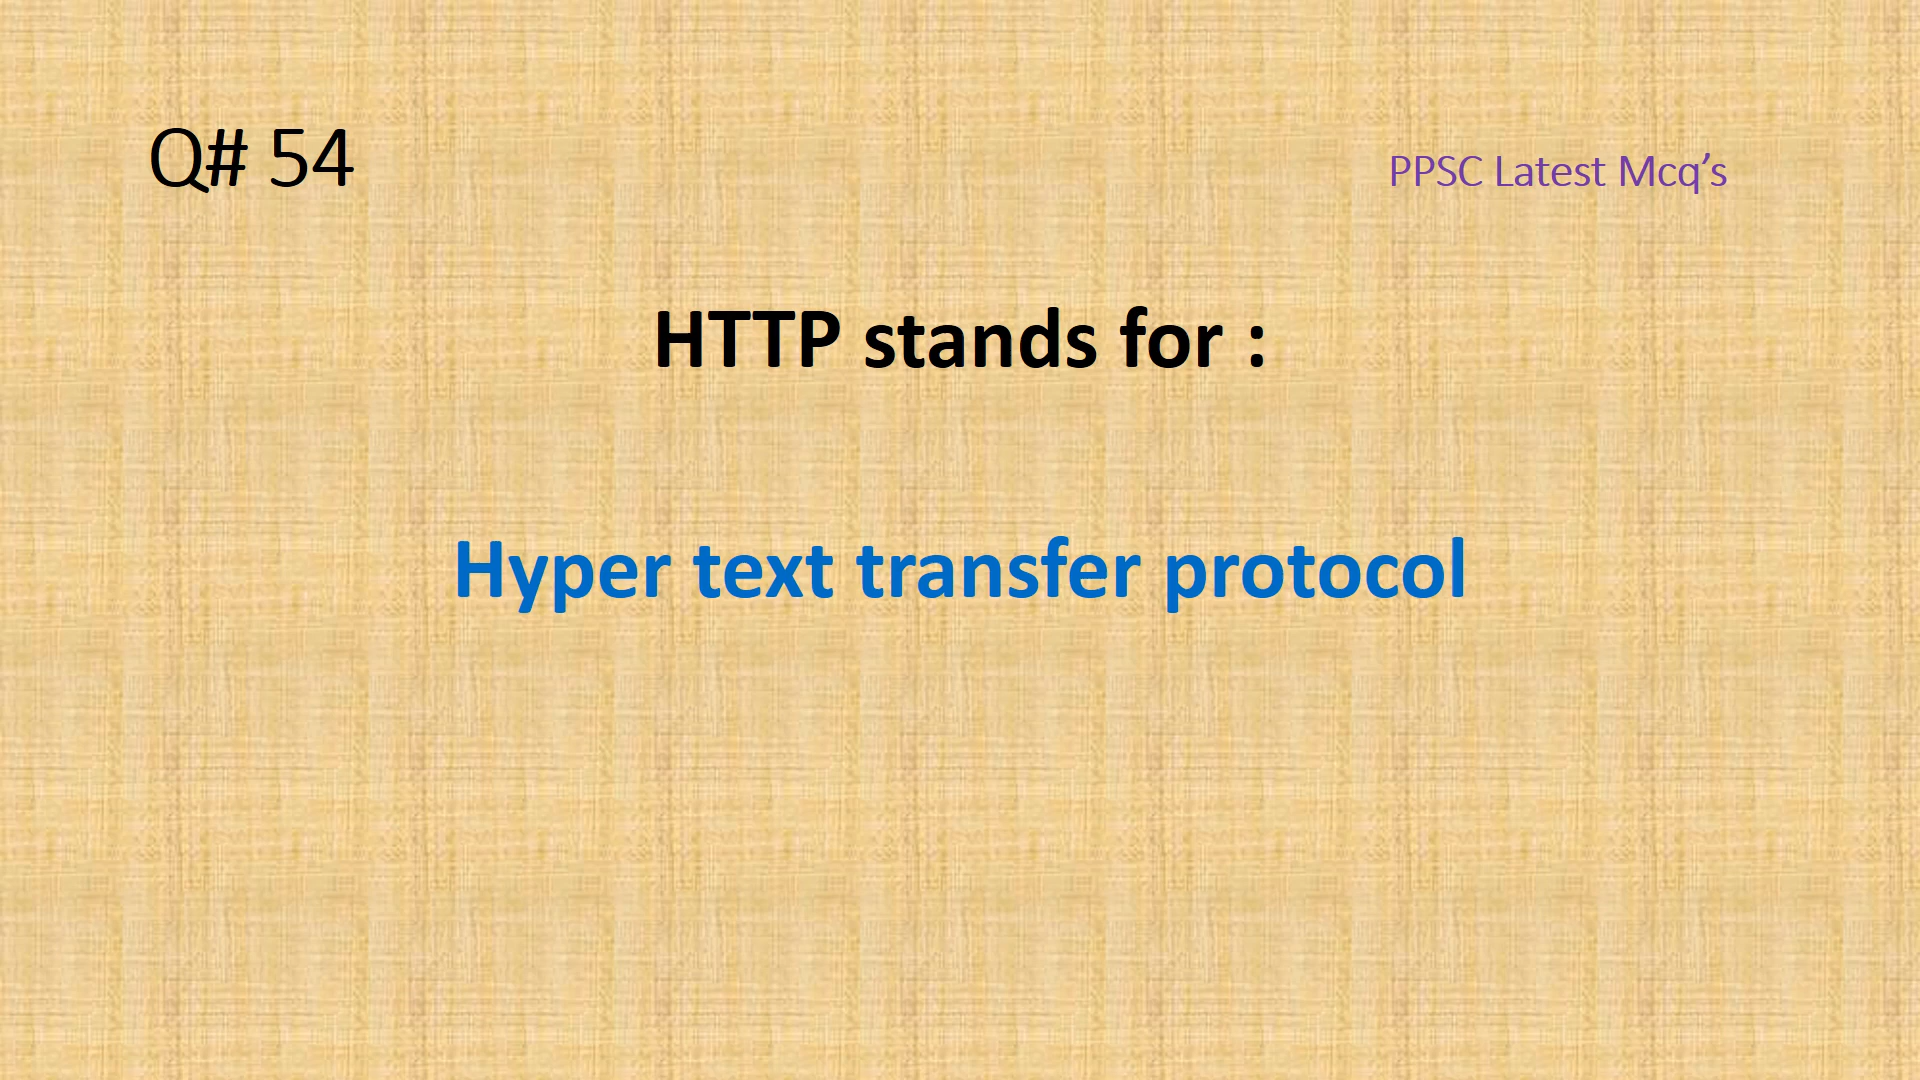 Q# 54
PPSC Latest Mcq’s
HTTP stands for :
Hyper text transfer protocol